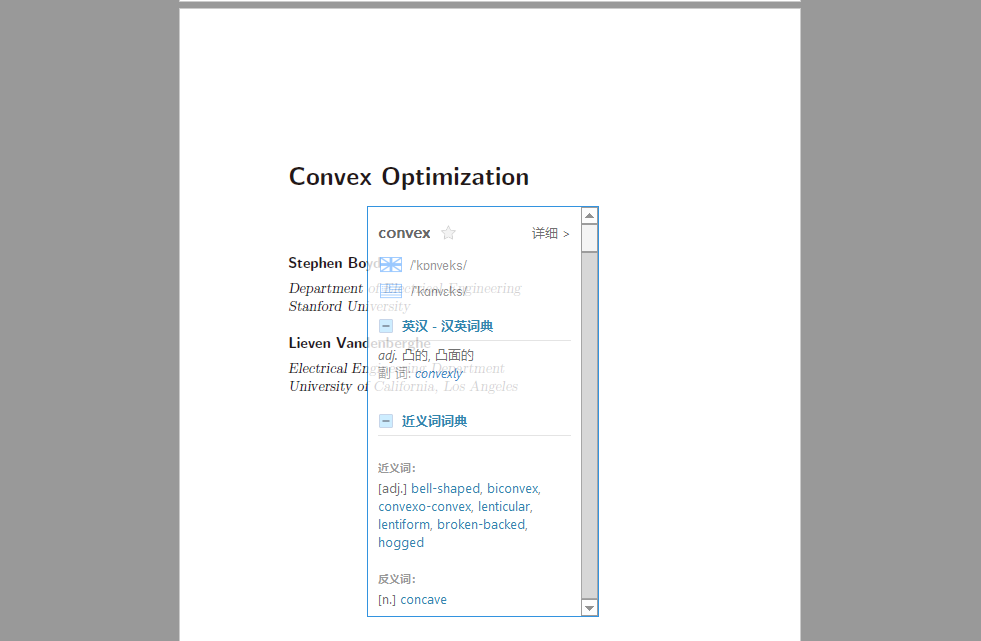 Convex Optimization
convex
详细 >
Stephen Boyd
/'kɒnveks/
Department of Electrical Engineering
/'kɑnveks/
Stanford University
英汉 - 汉英词典
Lieven Vandenberghe
adj. 凸的, 凸面的
Electrical Engineering Department
副 词: convexly
University of California, Los Angeles
近义词词典
近义词:
[adj.] bell-shaped, biconvex,
convexo-convex, lenticular,
lentiform, broken-backed,
hogged
反义词:
[n.] concave